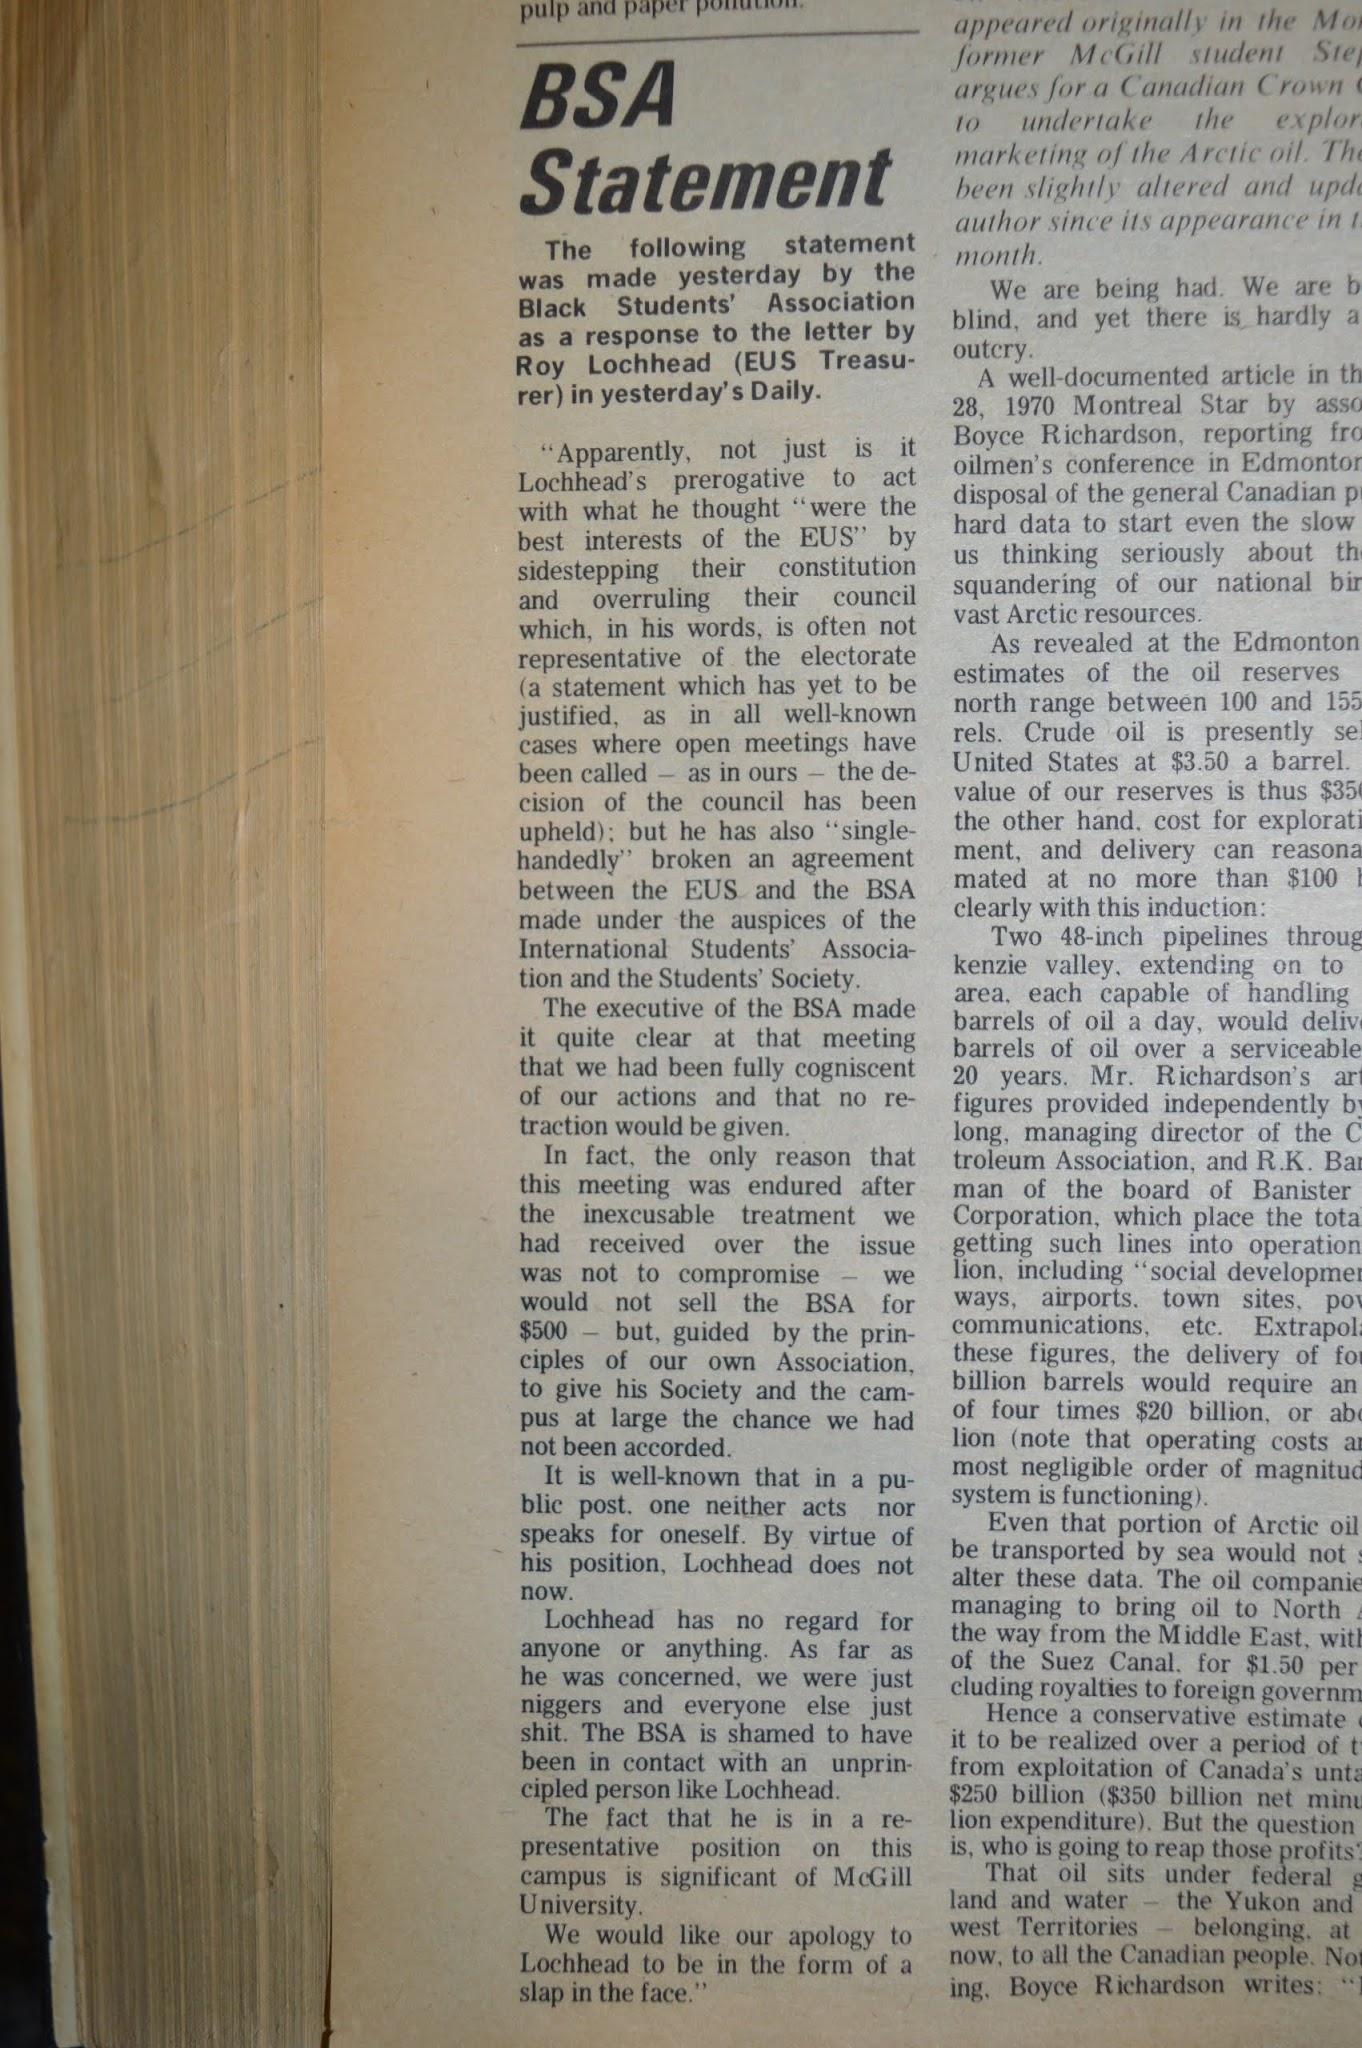 pulp and paper pollution.
BSA
Statement
The following statement
was made yesterday by the
Black Students' Association
as a response to the letter by
Roy Lochhead (EUS Treasu-
rer) in yesterday's Daily.
"Apparently, not just is it
Lochhead's prerogative to act
with what he thought "were the
best interests of the EUS" by
sidestepping their constitution
and overruling their council
which, in his words, is often not
representative of the electorate
(a statement which has yet to be
justified, as in all well-known
cases where open meetings have
been called — as in ours — the de-
cision of the council has been
upheld); but he has also "single-
handedly" broken an agreement
between the EUS and the BSA
made under the auspices of the
International Students' Associa-
tion and the Students' Society.
The executive of the BSA made
it quite clear at that meeting
that we had been fully cogniscent
of our actions and that no re-
traction would be given.
In fact, the only reason that
this meeting was endured after
the inexcusable treatment we
had received over the issue
was not to compromise — we
would not sell the BSA for
$500 — but, guided by the prin-
ciples of our own Association,
to give his Society and the cam-
pus at large the chance we had
not been accorded.
It is well-known that in a pu-
blic post, one neither acts nor
speaks for oneself. By virtue of
his position, Lochhead does not
now.
Lochhead has no regard for
anyone or anything. As far as
he was concerned, we were just
niggers and everyone else just
shit. The BSA is shamed to have
been in contact with an unprin-
cipled person like Lochhead.
The fact that he is in a re-
presentative position on this
campus is significant of McGill
University.
We would like our apology to
Lochhead to be in the form of a
slap in the face."
appeared originally in the
former McGill student
argues for a Canadian Crown
to undertake the
marketing of the Arctic oil.
been slightly altered and
author since its appearance in
month.
We are being had. We are
blind, and yet there is hardly a
outcry.
A well-documented article in
28, 1970 Montreal Star by
Boyce Richardson, reporting
oilmen's conference in
disposal of the general Canadian
hard data to start even the slow
us thinking seriously about
squandering of our national
vast Arctic resources.
As revealed at the Edmonton
estimates of the oil reserves
north range between 100 and 155
rels. Crude oil is presently
United States at $3.50 a barrel.
value of our reserves is thus
the other hand, cost for
ment, and delivery can
mated at no more than $100
clearly with this induction:
Two 48-inch pipelines
kenzie valley, extending on to
area, each capable of handling
barrels of oil a day, would
barrels of oil over a serviceable
20 years. Mr. Richardson's
figures provided independently
long, managing director of the
troleum Association, and R.K.
man of the board of Banister
Corporation, which place the
getting such lines into operation
lion, including "social
ways, airports, town sites,
communications, etc.
these figures, the delivery of
billion barrels would require an
of four times $20 billion, or
lion (note that operating costs
most negligible order of
system is functioning).
Even that portion of Arctic oil
be transported by sea would not
alter these data. The oil
managing to bring oil to North
the way from the Middle East,
of the Suez Canal, for $1.50 per
cluding royalties to foreign
Hence a conservative estimate
it to be realized over a period of
from exploitation of Canada's
$250 billion ($350 billion net
lion expenditure). But the question
is, who is going to reap those profits
That oil sits under federal
land and water — the Yukon and
west Territories — belonging, at
now, to all the Canadian people.
ing, Boyce Richardson writes: "